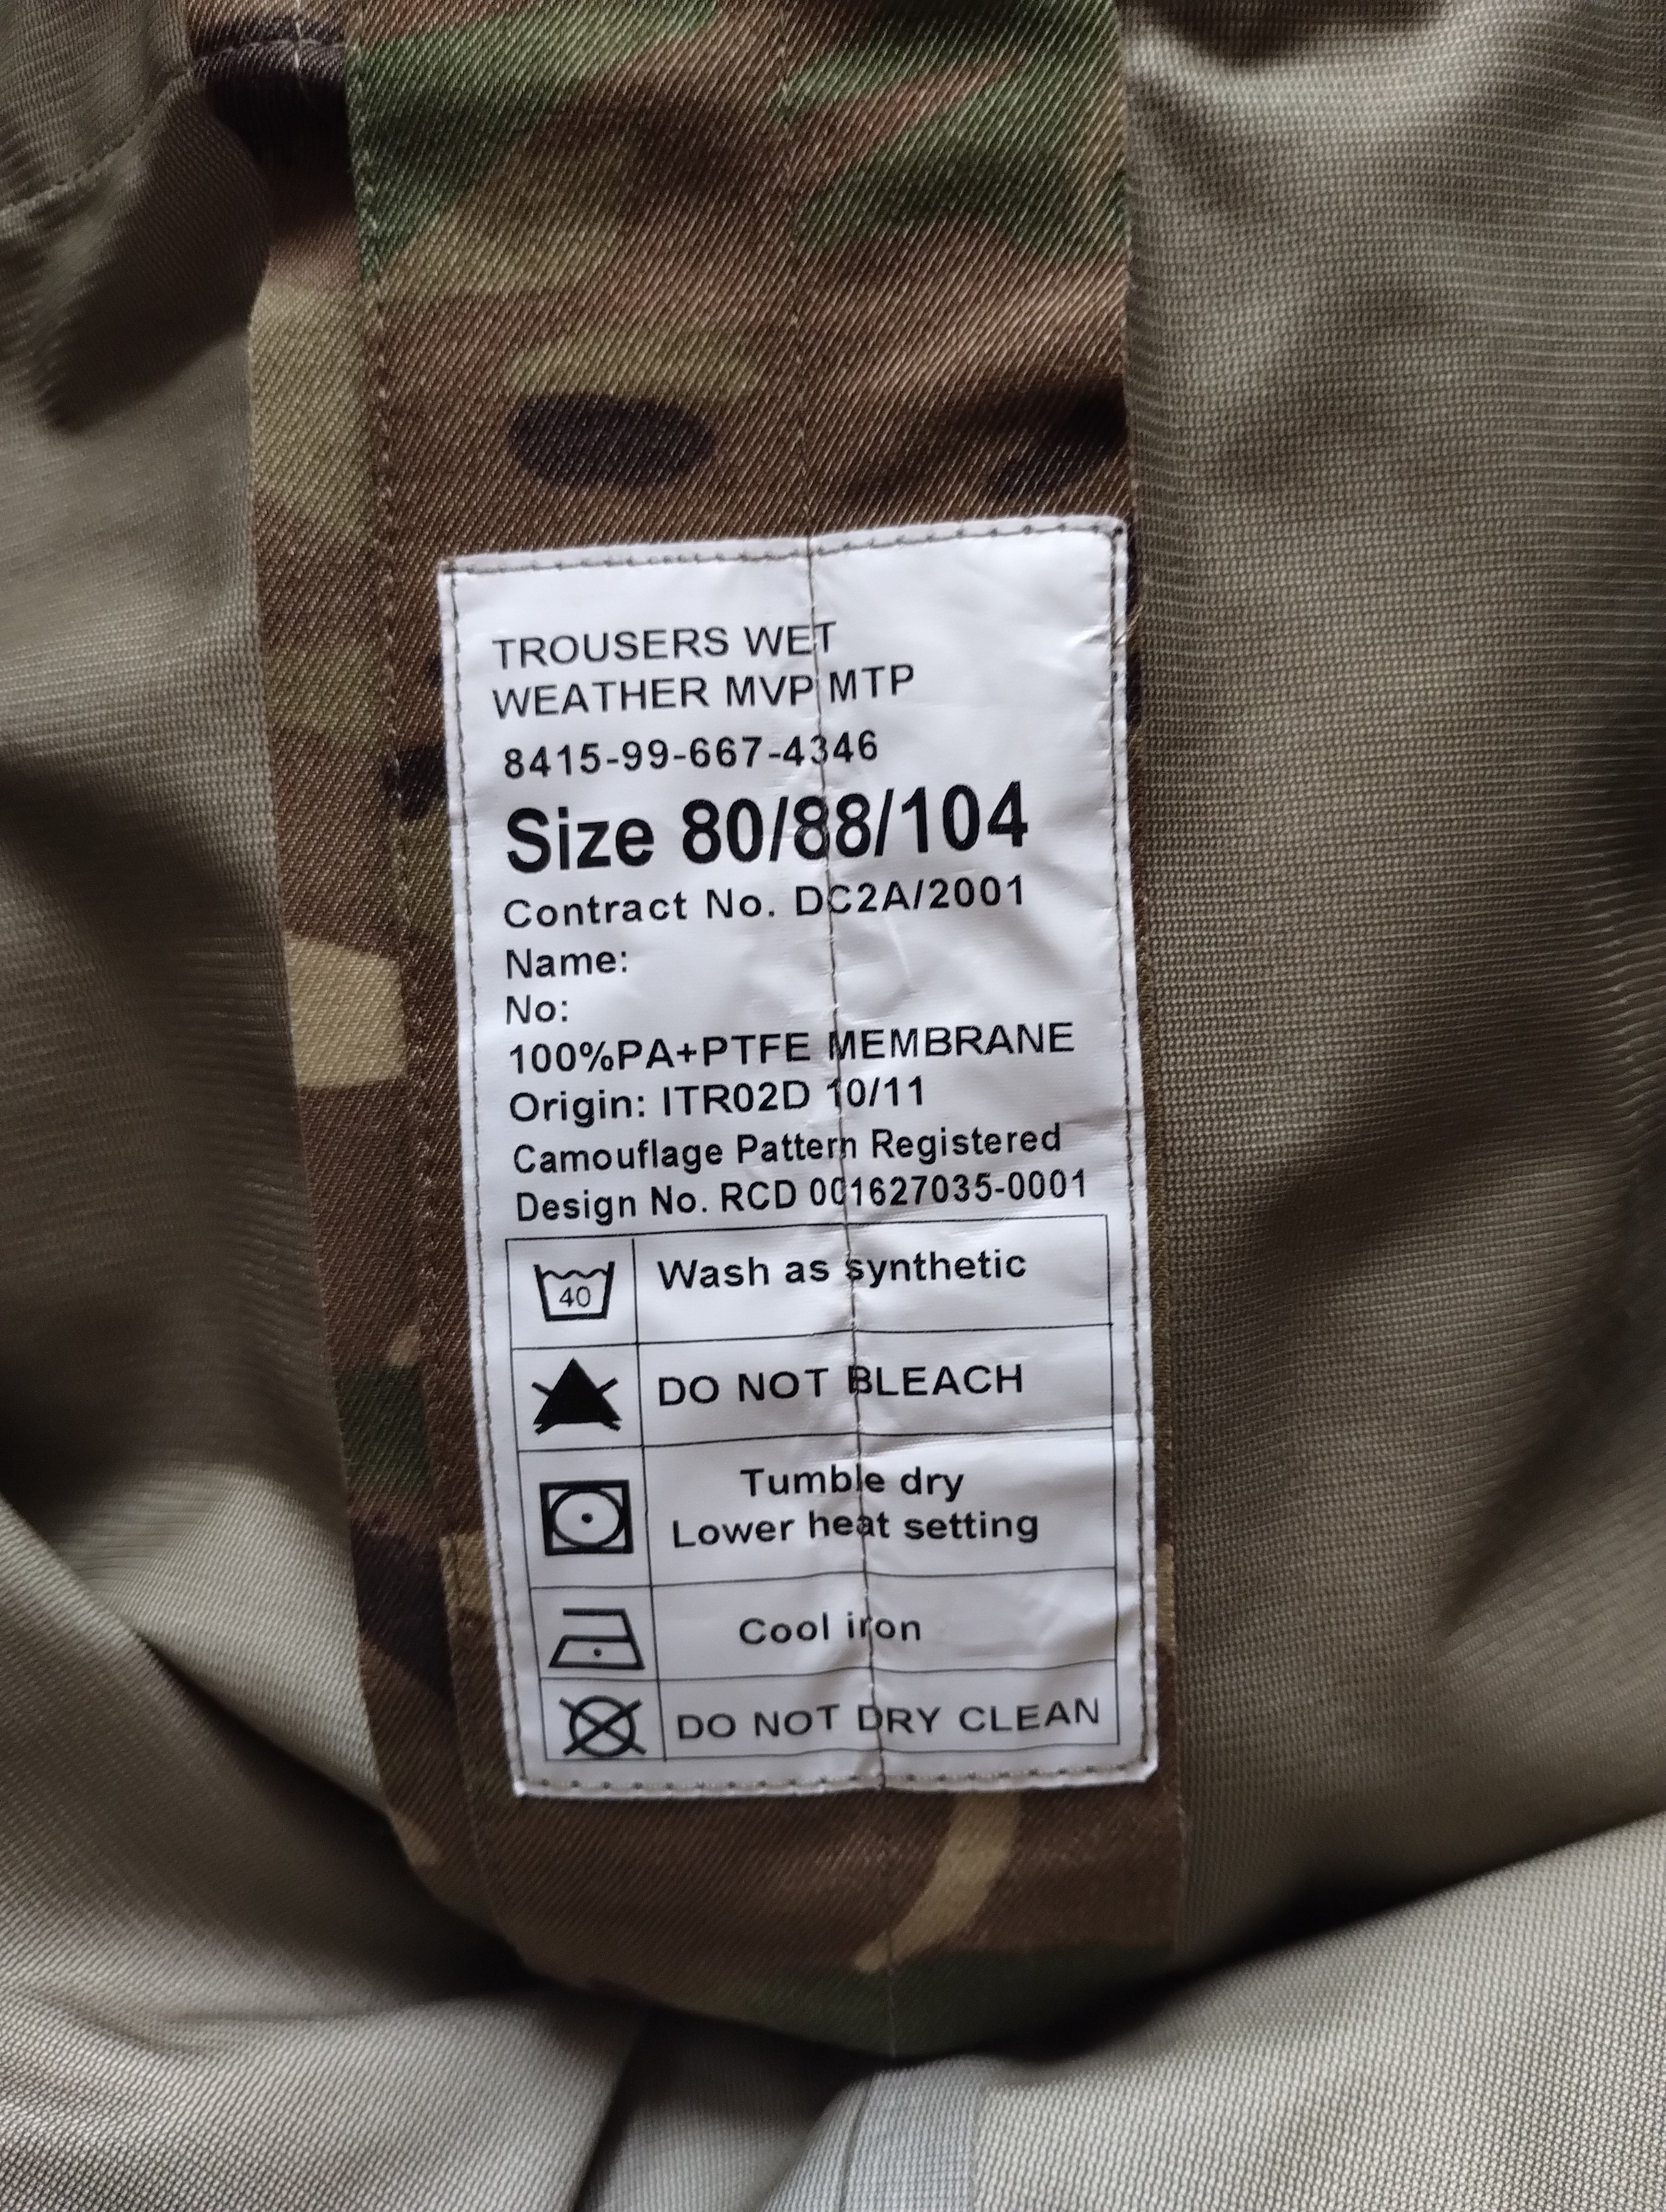 TROUSERS WET
WEATHER MVP MTP
8415-99-667-4346
Size 80/88/104
Contract No. DC2A/2001
Name:
No:
100%PA+PTFE MEMBRANE
Origin: ITR02D 10/11
Camouflage Pattern Registered
Design No. RCD 001627035-0001
40 Wash as synthetic
DO NOT BLEACH
Tumble dry
Lower heat setting
Cool iron
DO NOT DRY CLEAN